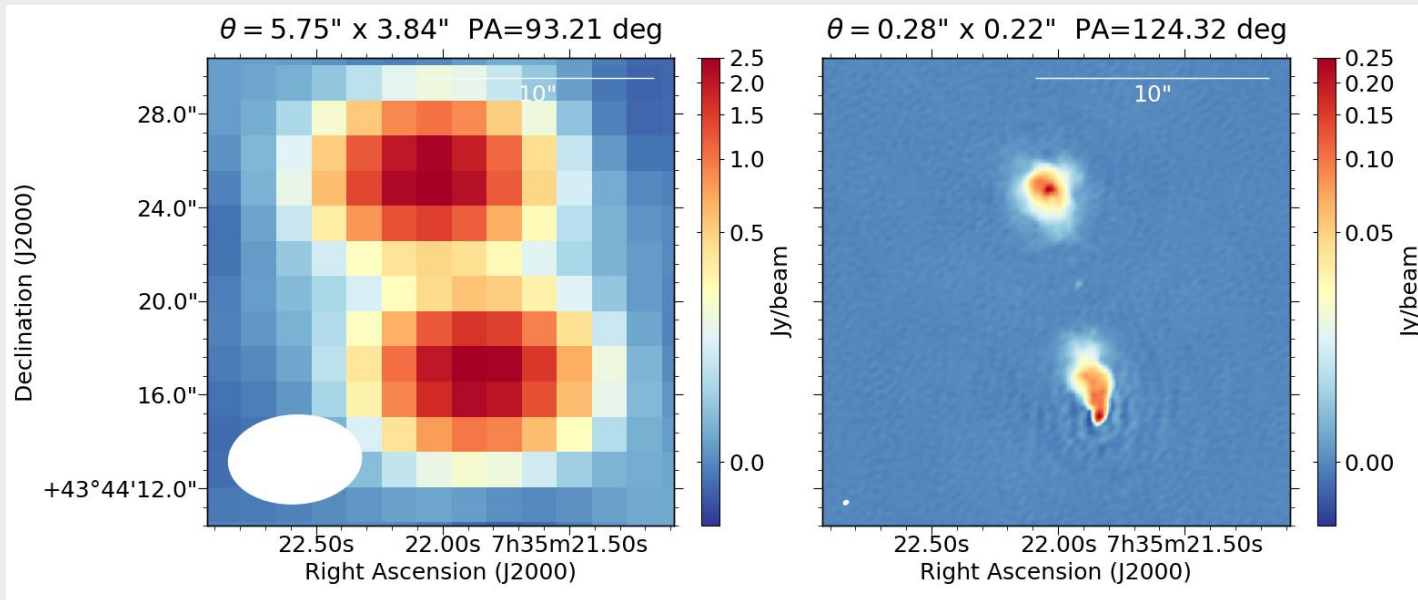 θ = 5.75" x 3.84"  PA=93.21 deg
10"
28.0"
24.0"
20.0"
16.0"
+43°44'12.0"
Declination (J2000)
22.50s
22.00s
7h35m21.50s
Right Ascension (J2000)
2.5
2.0
1.5
1.0
0.5
0.0
Jy/beam
θ = 0.28" x 0.22"  PA=124.32 deg
10"
22.50s
22.00s
7h35m21.50s
Right Ascension (J2000)
0.25
0.20
0.15
0.10
0.05
0.00
Jy/beam